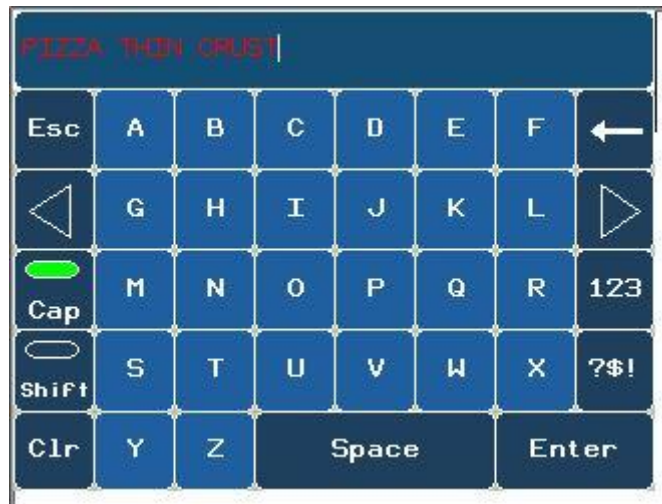 PIZZA THIN CRUST
Esc A B C D E F
G H I J K L
Cap M N O P Q R 123
Shift S T U V W X ?$!
Clr Y Z Space Enter